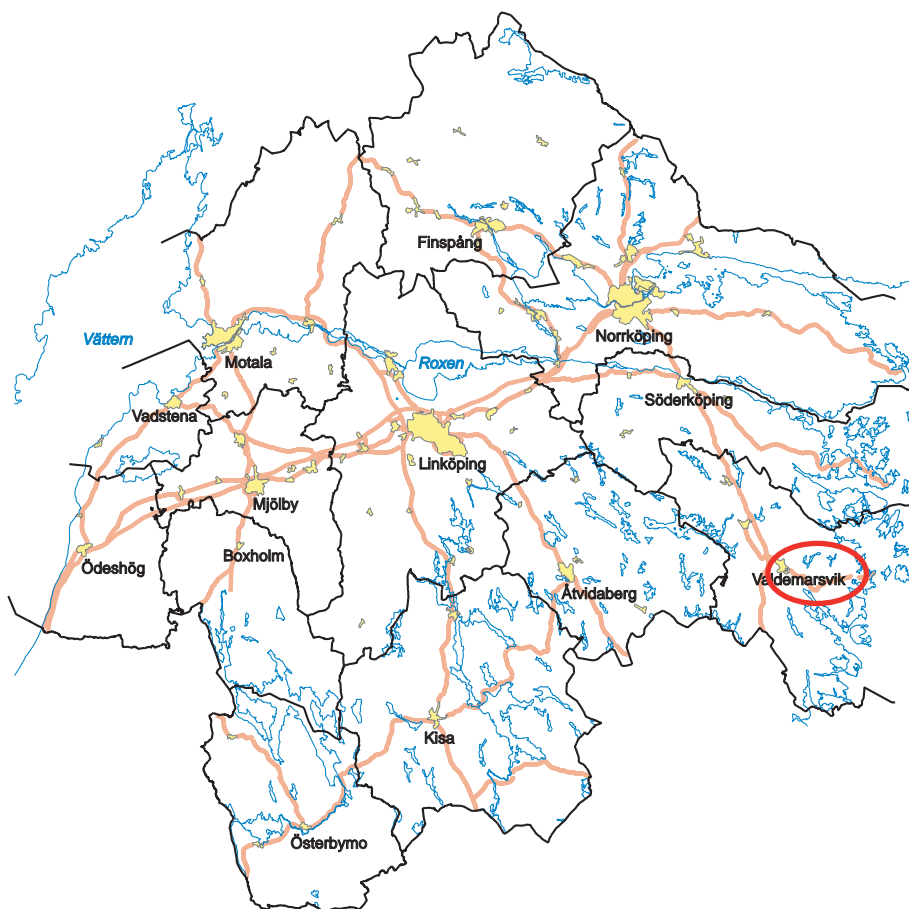 Finspång
Norrköping
Vättern
Motala
Roxen
Söderköping
Vadstena
Linköping
Mjölby
Boxholm
Ödeshög
Åtvidaberg
Valdemarsvik
Kisa
Österbymo